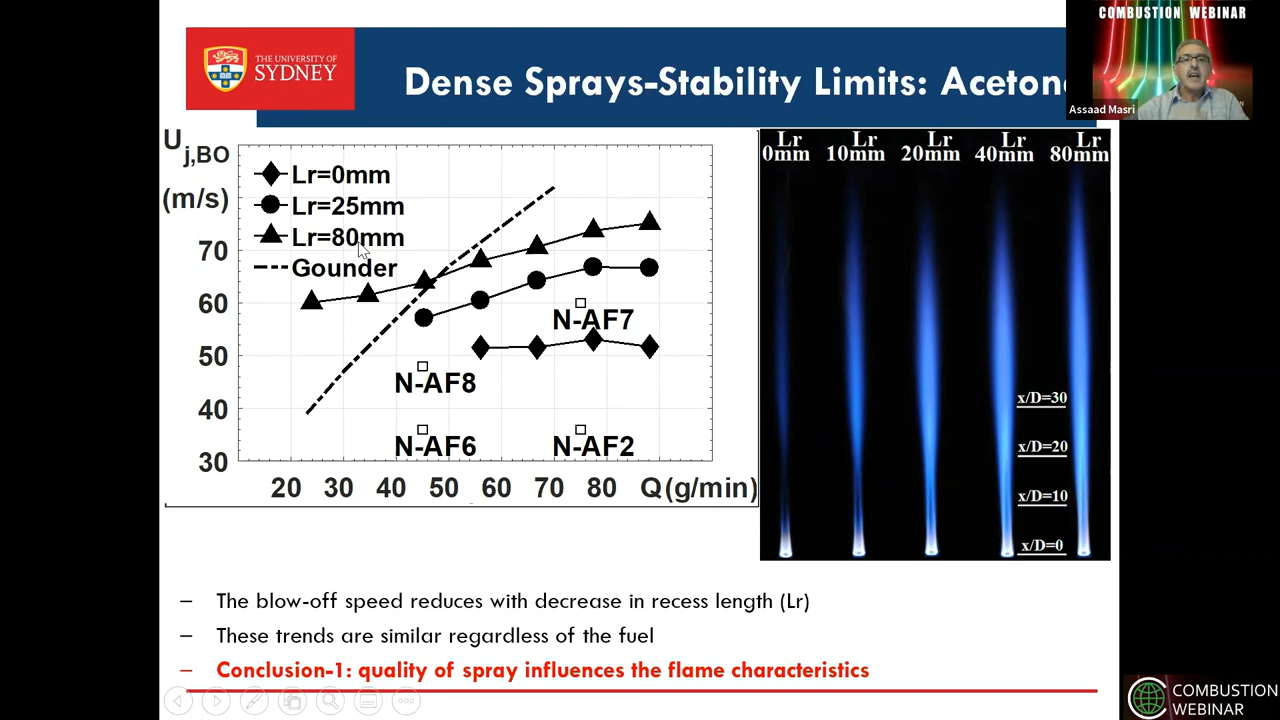 COMBUSTION WEBINAR
THE UNIVERSITY OF
SYDNEY
Dense Sprays-Stability Limits: Aceton
Assaad Masri
U j,BO
(m/s)
Lr=0mm
Lr=25mm
Lr=80mm
Gounder
70
60
50
40
30
N-AF7
N-AF8
N-AF6
N-AF2
20 30 40 50 60 70 80 Q(g/min)
Lr Lr Lr Lr Lr
0mm 10mm 20mm 40mm 80mm
x/D=30
x/D=20
x/D=10
x/D=0
– The blow-off speed reduces with decrease in recess length (Lr)
– These trends are similar regardless of the fuel
– Conclusion-1: quality of spray influences the flame characteristics
COMBUSTION
WEBINAR